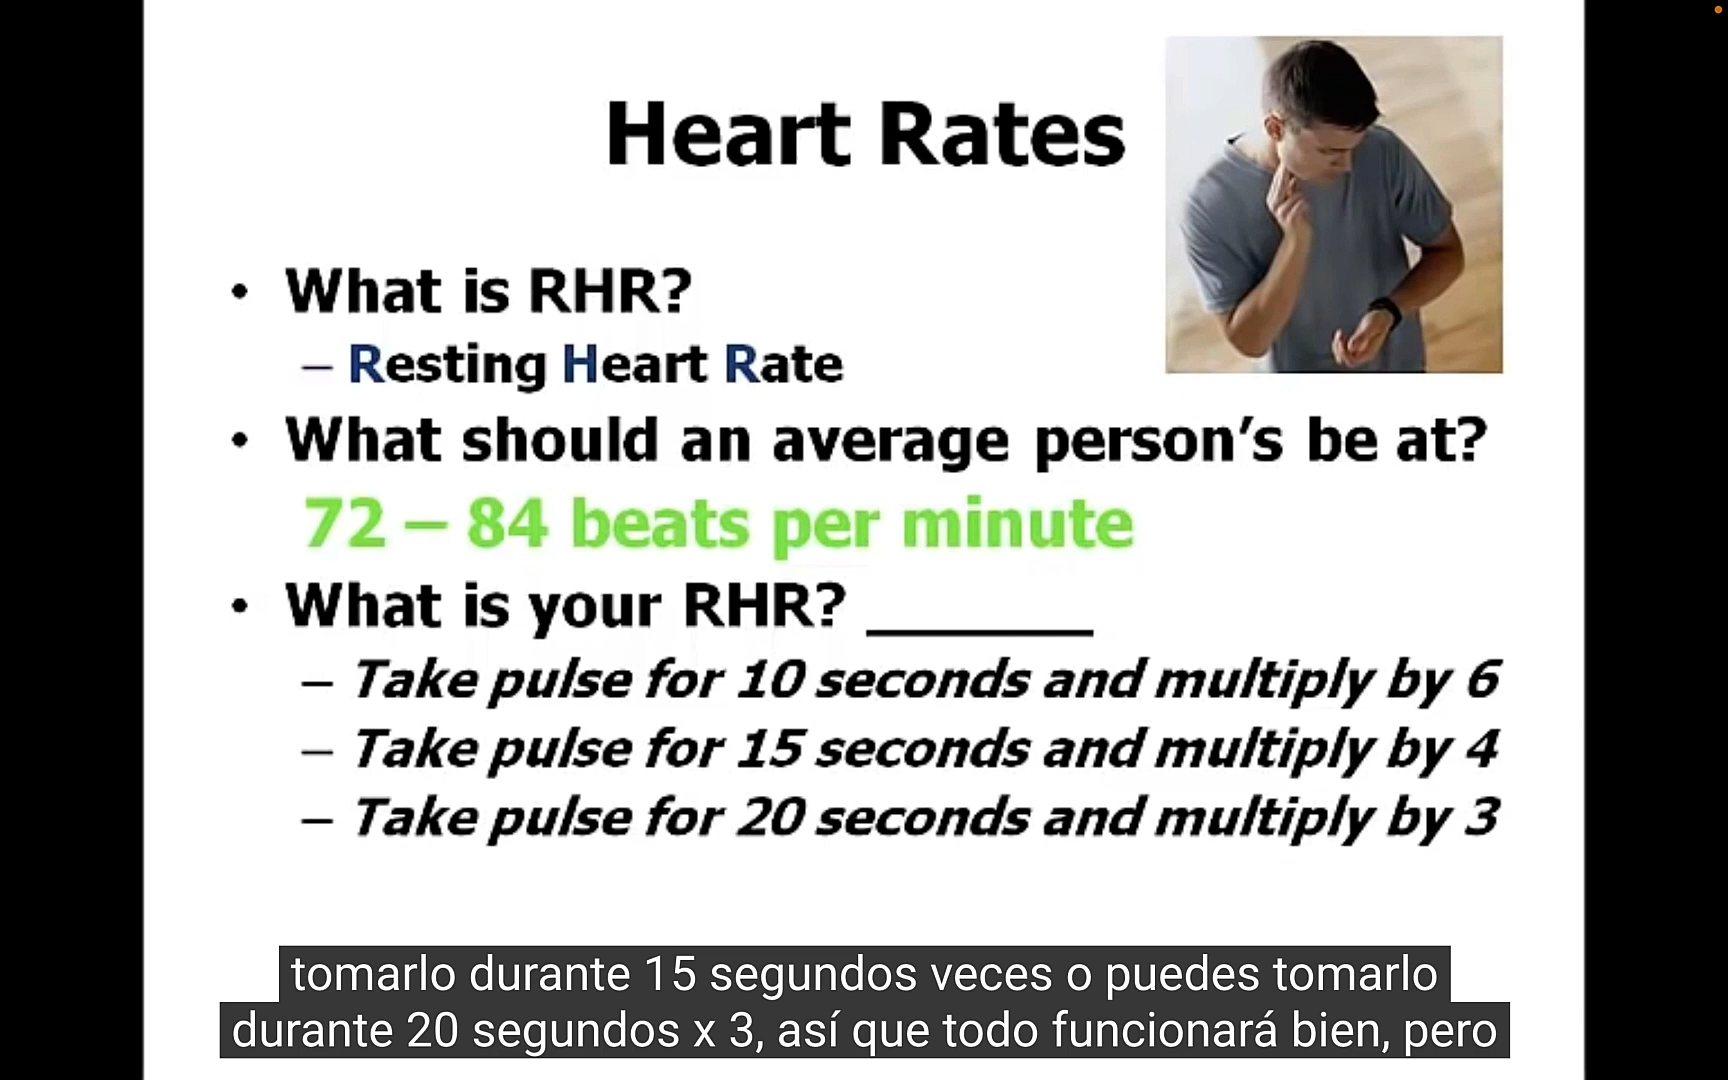 Heart Rates
• What is RHR?
– Resting Heart Rate
• What should an average person’s be at?
72 – 84 beats per minute
• What is your RHR? _______
– Take pulse for 10 seconds and multiply by 6
– Take pulse for 15 seconds and multiply by 4
– Take pulse for 20 seconds and multiply by 3
tomarlo durante 15 segundos veces o puedes tomarlo
durante 20 segundos x 3, así que todo funcionará bien, pero